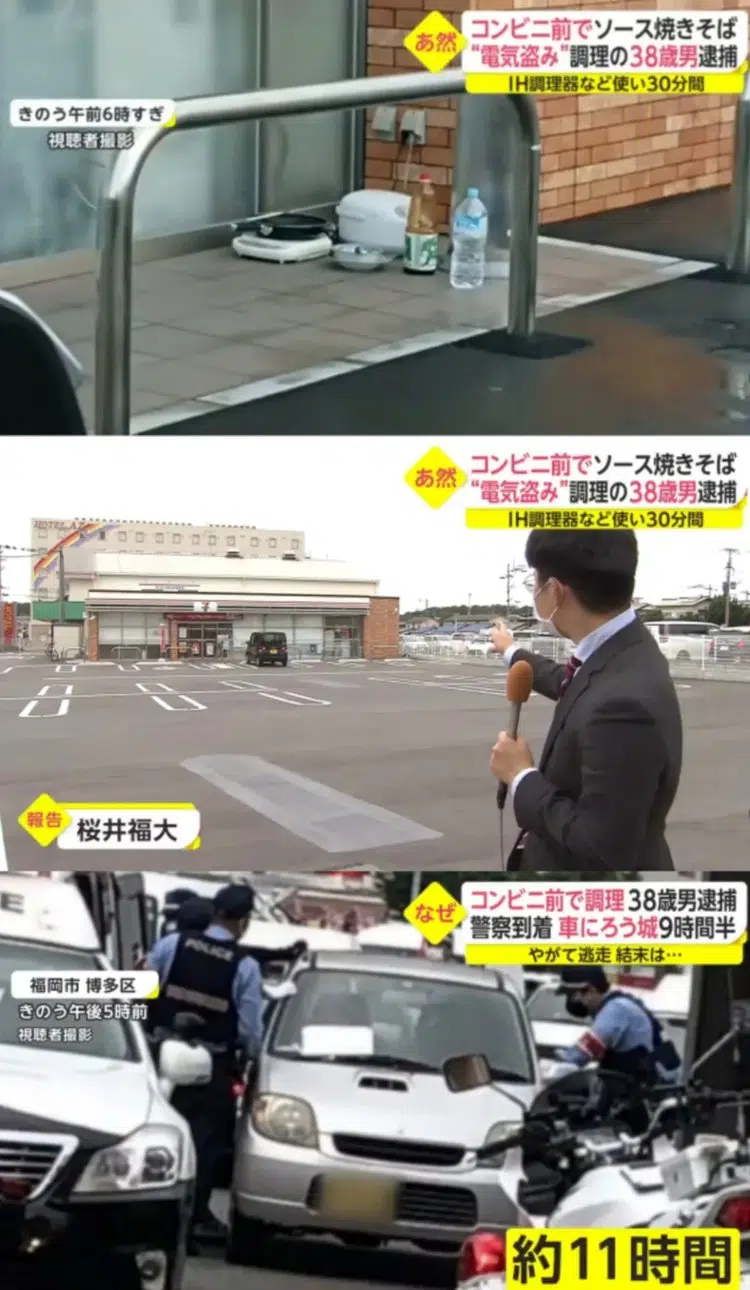 あ然
コンビニ前でソース焼きそば
“電気盗み”調理の38歳男逮捕
IH調理器など使い30分間
きのう午前6時すぎ
視聴者撮影
あ然
コンビニ前でソース焼きそば
“電気盗み”調理の38歳男逮捕
IH調理器など使い30分間
HOTEL AZ
7
報告
桜井福大
なぜ
コンビニ前で調理 38歳男逮捕
警察到着 車にろう城9時間半
やがて逃走 結末は…
福岡市 博多区
きのう午後5時前
視聴者撮影
POLICE
約11時間